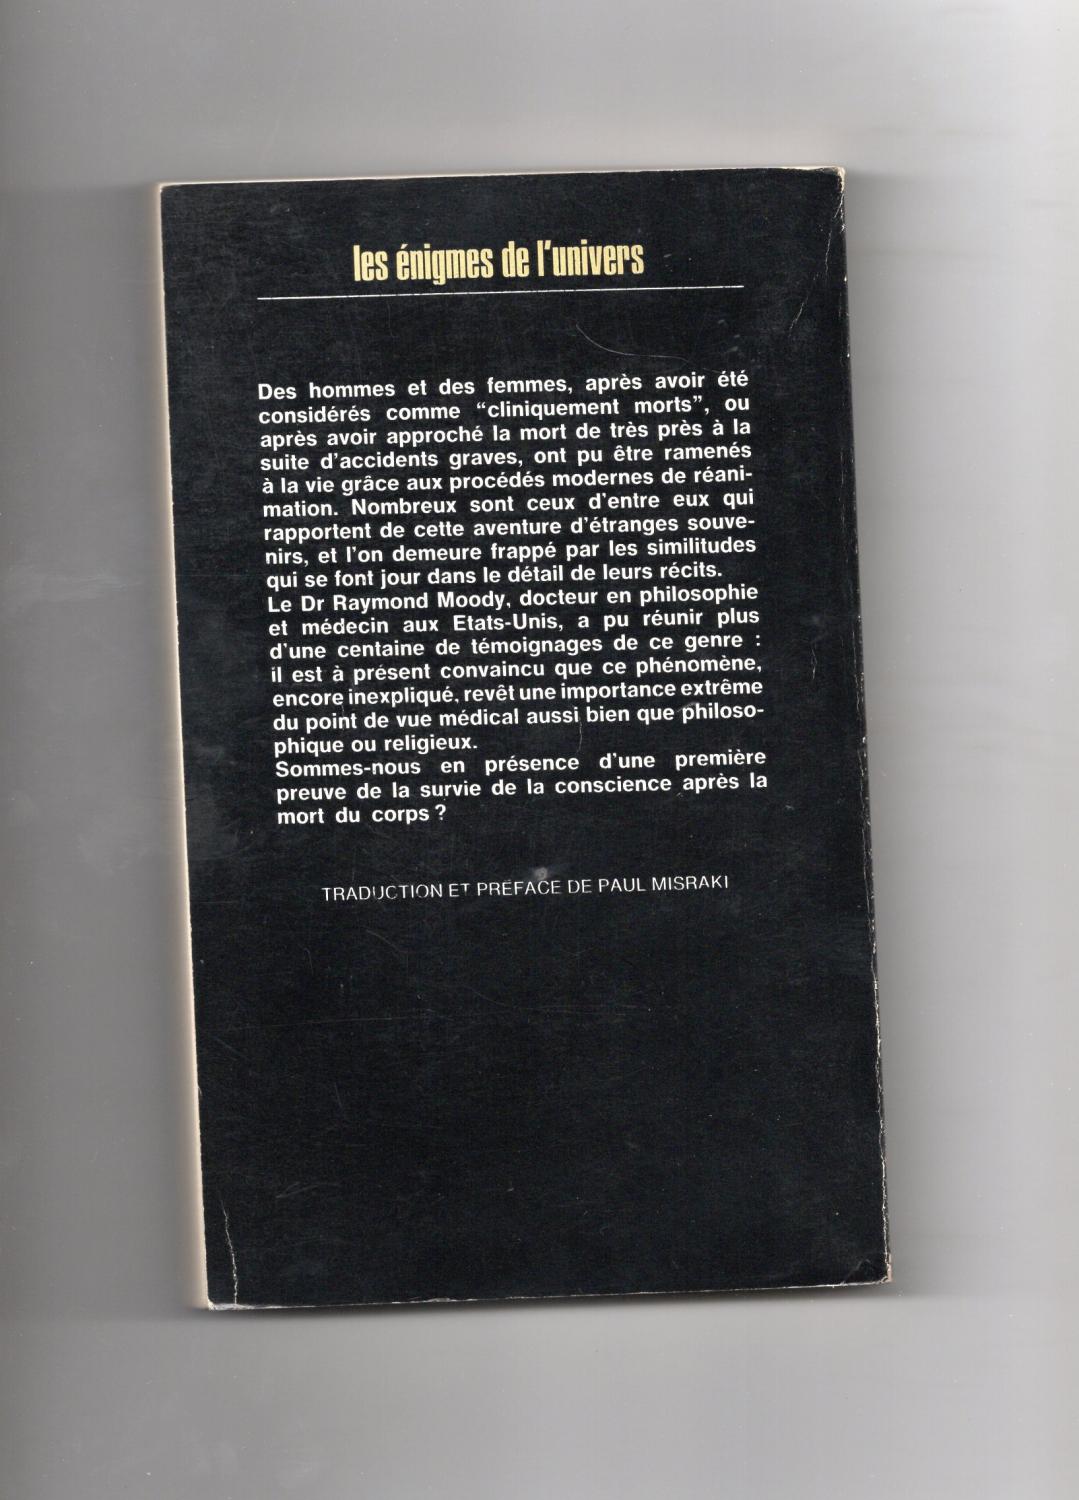 les énigmes de l'univers
Des hommes et des femmes, après avoir été
considérés comme “cliniquement morts”, ou
après avoir approché la mort de très près à la
suite d'accidents graves, ont pu être ramenés
à la vie grâce aux procédés modernes de réani-
mation. Nombreux sont ceux d'entre eux qui
rapportent de cette aventure d'étranges souve-
nirs, et l'on demeure frappé par les similitudes
qui se font jour dans le détail de leurs récits.
Le Dr Raymond Moody, docteur en philosophie
et médecin aux Etats-Unis, a pu réunir plus
d'une centaine de témoignages de ce genre :
il est à présent convaincu que ce phénomène,
encore inexpliqué, revêt une importance extrême
du point de vue médical aussi bien que philoso-
phique ou religieux.
Sommes-nous en présence d'une première
preuve de la survie de la conscience après la
mort du corps ?
TRADUCTION ET PRÉFACE DE PAUL MISRAKI